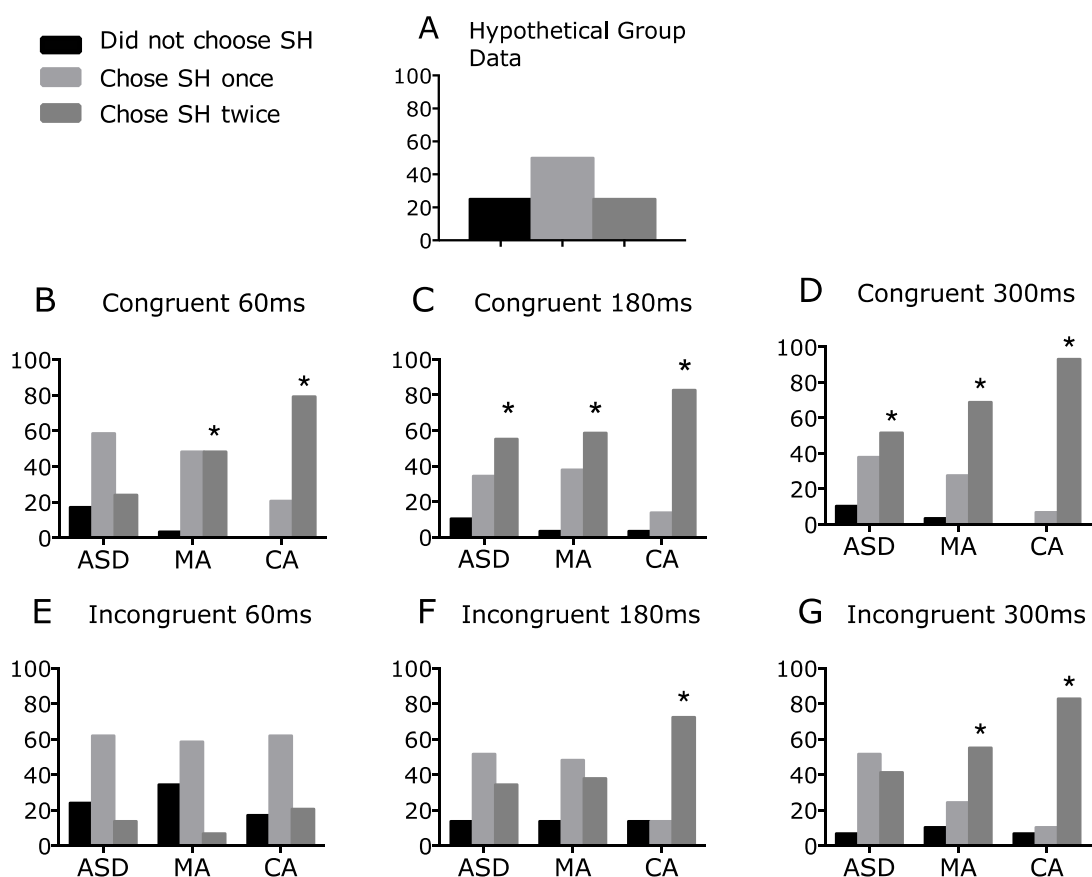 Did not choose SH
Chose SH once
Chose SH twice
A Hypothetical Group
Data
100
80
60
40
20
0
B Congruent 60ms
100
80
60
40
20
0
* *
ASD MA CA
C Congruent 180ms
100
80
60
40
20
0
* * *
ASD MA CA
D Congruent 300ms
100
80
60
40
20
0
* * *
ASD MA CA
E Incongruent 60ms
100
80
60
40
20
0
ASD MA CA
F Incongruent 180ms
100
80
60
40
20
0
*
ASD MA CA
G Incongruent 300ms
100
80
60
40
20
0
* *
ASD MA CA